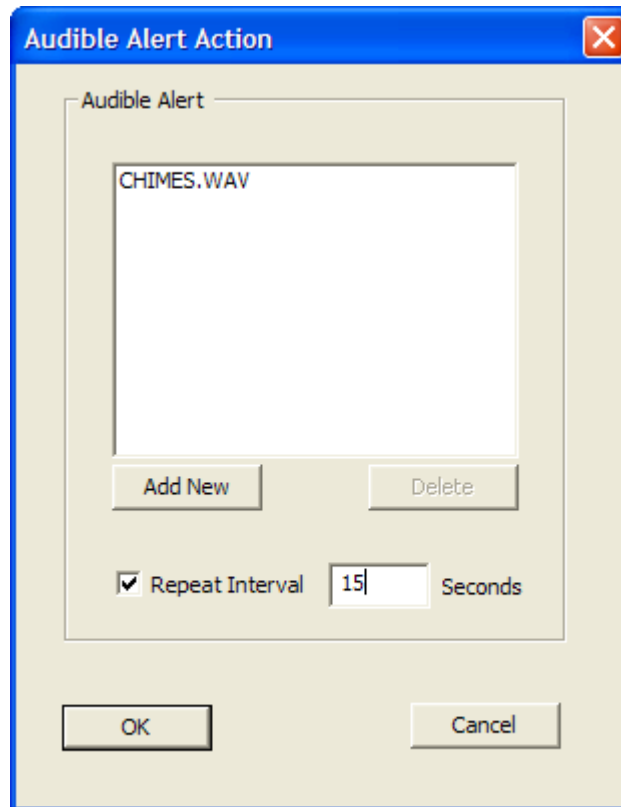 Audible Alert Action
Audible Alert
CHIMES.WAV
Add New Delete
Repeat Interval 15 Seconds
OK Cancel